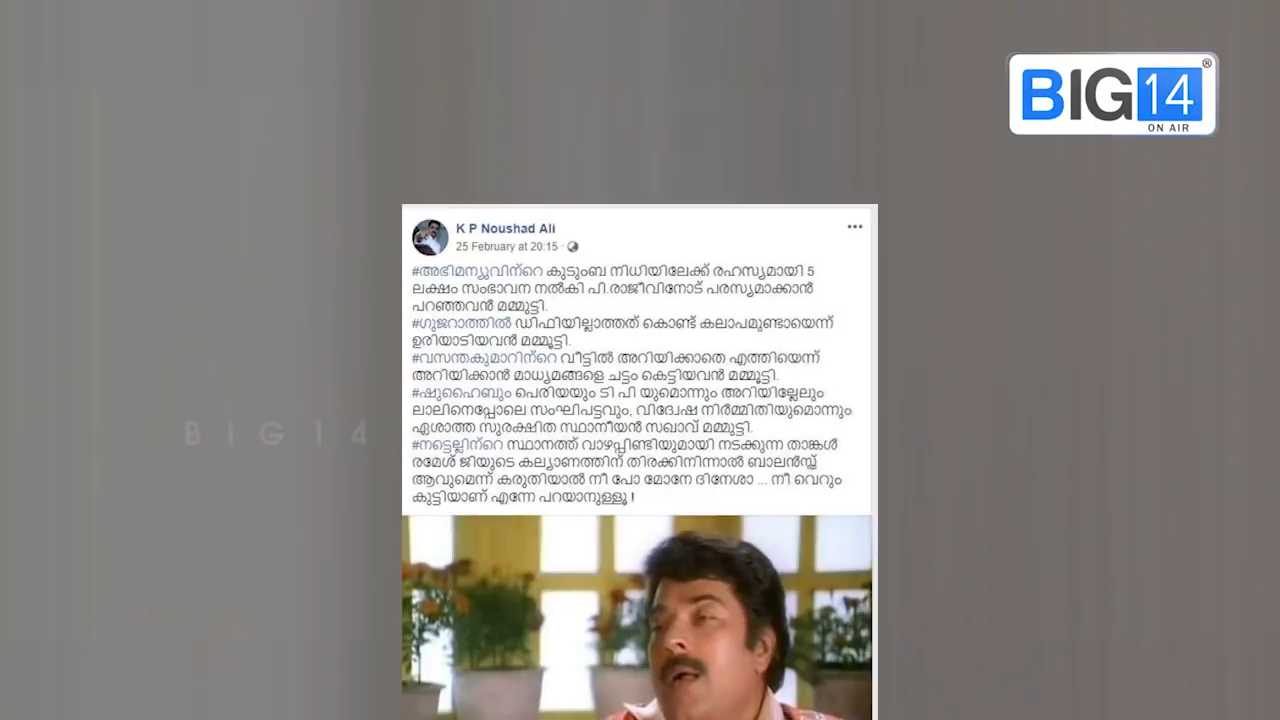 BIG14®
ON AIR
K P Noushad Ali
25 February at 20:15 ·
#അഭിമന്യുവിന്റെ കുടുംബ നിധിയിലേക്ക് രഹസ്യമായി 5
ലക്ഷം സംഭാവന നൽകി പി.രാജീവിനോട് പരസ്യമാക്കാൻ
പറഞ്ഞവൻ മമ്മുട്ടി.
#ഗുജറാത്തിൽ ഡിഫിയില്ലാത്തത് കൊണ്ട് കലാപമുണ്ടായെന്ന്
ഉരിയാടിയവൻ മമ്മൂട്ടി.
#വസന്തകുമാറിന്റെ വീട്ടിൽ അറിയിക്കാതെ എത്തിയെന്ന്
അറിയിക്കാൻ മാധ്യമങ്ങളെ ചട്ടം കെട്ടിയവൻ മമ്മൂട്ടി.
#ഷുഹൈബും പെരിയയും ടി പി യുമൊന്നും അറിയില്ലേലും
ലാലിനെപ്പോലെ സംഘിപട്ടവും, വിദ്വേഷ നിർമ്മിതിയുമൊന്നും
ഏശാത്ത സുരക്ഷിത സ്ഥാനീയൻ സഖാവ് മമ്മുട്ടി.
#നട്ടെല്ലിന്റെ സ്ഥാനത്ത് വാഴപ്പിണ്ടിയുമായി നടക്കുന്ന താങ്കൾ
രമേശ് ജിയുടെ കല്യാണത്തിന് തിരക്കിനിന്നാൽ ബാലൻസ്സ്
ആവുമെന്ന് കരുതിയാൽ നീ പോ മോനേ ദിനേശാ ... നീ വെറും
കുട്ടിയാണ് എന്നേ പറയാനുള്ളൂ !
BIG14